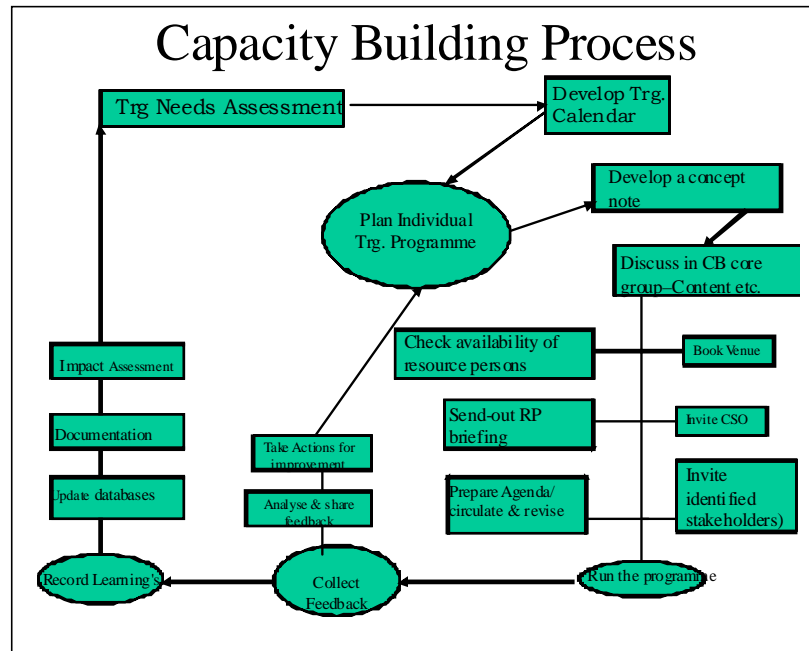 Capacity Building Process
Trg Needs Assessment
Develop Trg.
Calendar
Plan Individual
Trg. Programme
Develop a concept
note
Discuss in CB core
group–Content etc.
Check availability of
resource persons
Book Venue
Impact Assessment
Send-out RP
briefing
Invite CSO
Documentation
Take Actions for
improvement
Prepare Agenda/
circulate & revise
Invite
identified
stakeholders)
Update databases
Analyse & share
feedback
Record Learning's
Collect
Feedback
Run the programme